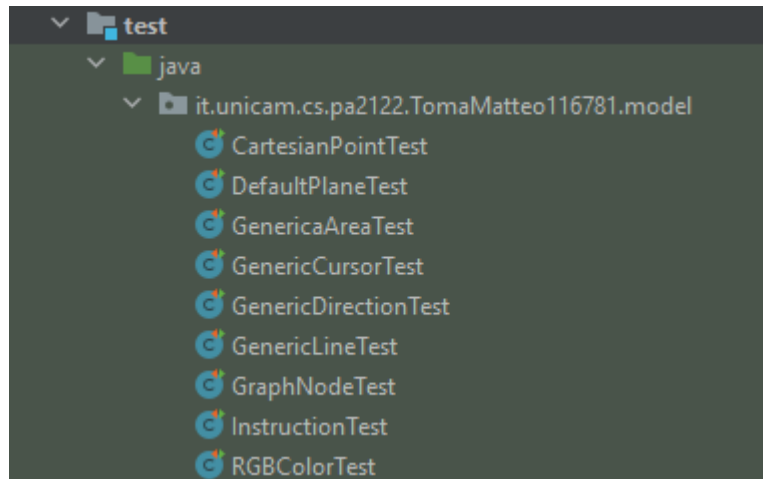 test
java
it.unicam.cs.pa2122.TomaMatteo116781.model
CartesianPointTest
DefaultPlaneTest
GenericaAreaTest
GenericCursorTest
GenericDirectionTest
GenericLineTest
GraphNodeTest
InstructionTest
RGBColorTest